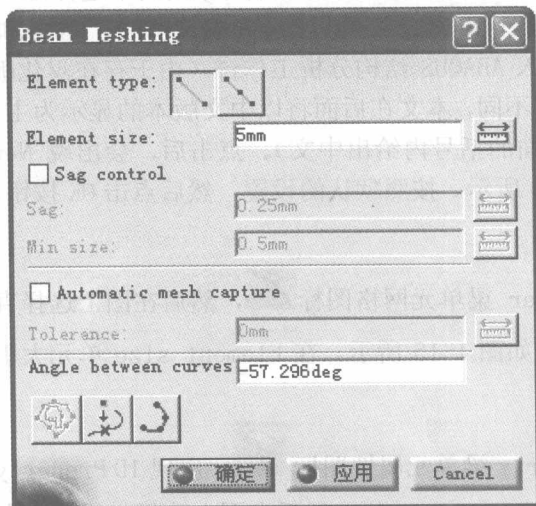 Beam Meshing
Element type:
Element size: 5mm
Sag control
Sag: 0.25mm
Min size: 0.5mm
Automatic mesh capture
Tolerance: 0mm
Angle between curves -57.296deg
确定 应用 Cancel